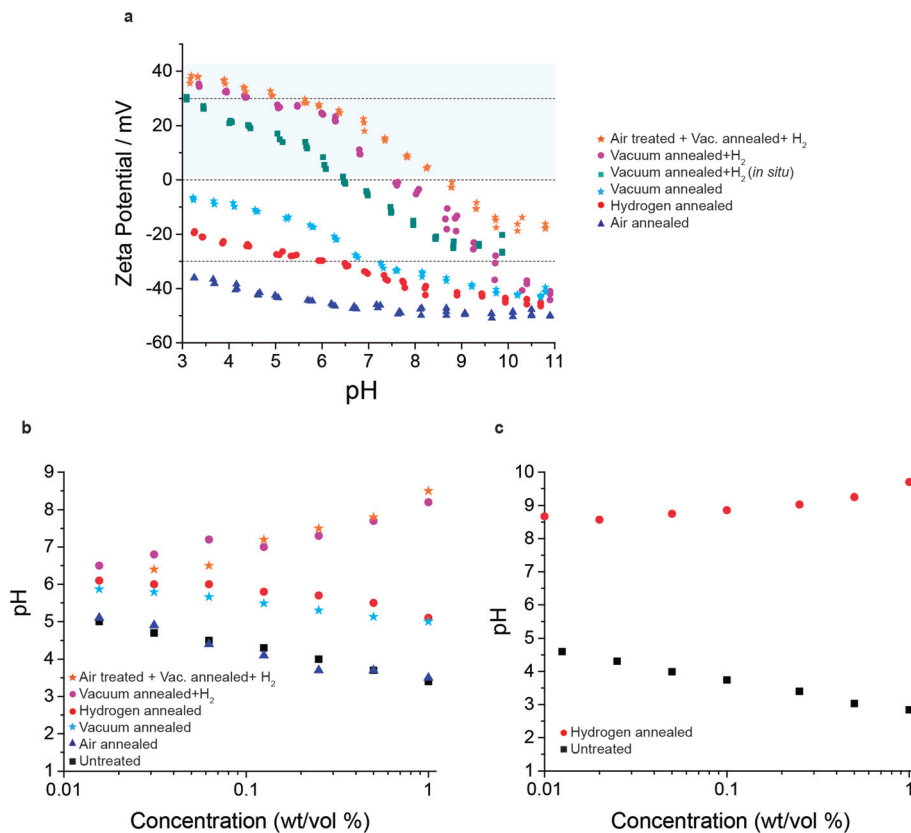 a
Zeta Potential / mV
40
20
0
-20
-40
-60
3 4 5 6 7 8 9 10 11
pH
Air treated + Vac. annealed+ H₂
Vacuum annealed+H₂
Vacuum annealed+H₂ (in situ)
Vacuum annealed
Hydrogen annealed
Air annealed
b
pH
9
8
7
6
5
4
3
2
1
Air treated + Vac. annealed+ H₂
Vacuum annealed+H₂
Hydrogen annealed
Vacuum annealed
Air annealed
Untreated
0.01 0.1 1
Concentration (wt/vol %)
c
pH
10
9
8
7
6
5
4
3
2
1
Hydrogen annealed
Untreated
0.01 0.1 1
Concentration (wt/vol %)